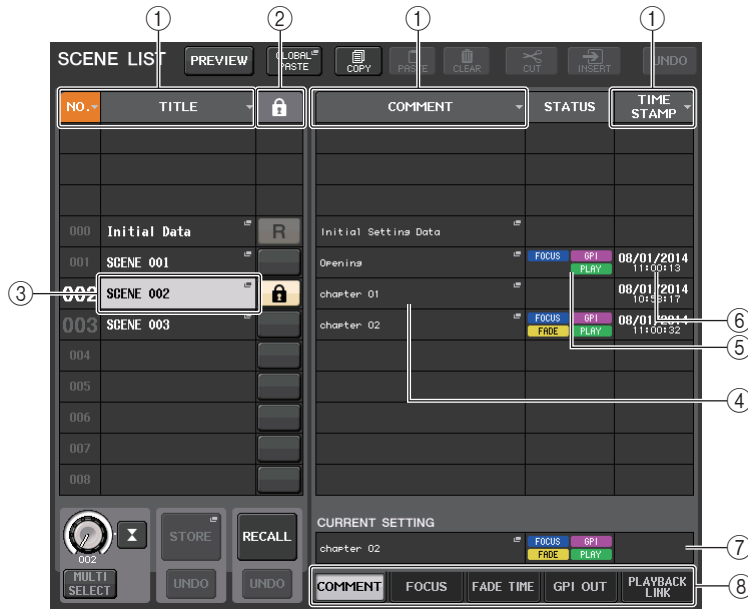 ① ② ① ①
SCENE LIST PREVIEW GLOBAL PASTE COPY PASTE CLEAR CUT INSERT UNDO
NO. TITLE COMMENT STATUS TIME STAMP
000 Initial Data R Initial Setting Data
001 SCENE 001 Opening FOCUS GPI PLAY 08/01/2014 11:00:13
③ 002 SCENE 002 chapter 01 08/01/2014 10:58:17
003 SCENE 003 chapter 02 FOCUS GPI FADE PLAY 08/01/2014 11:00:32 ⑥
004 ⑤
005 ④
006
007
008
CURRENT SETTING
STORE RECALL chapter 02 FOCUS GPI FADE PLAY ⑦
002
MULTI SELECT UNDO UNDO COMMENT FOCUS FADE TIME GPI OUT PLAYBACK LINK ⑧